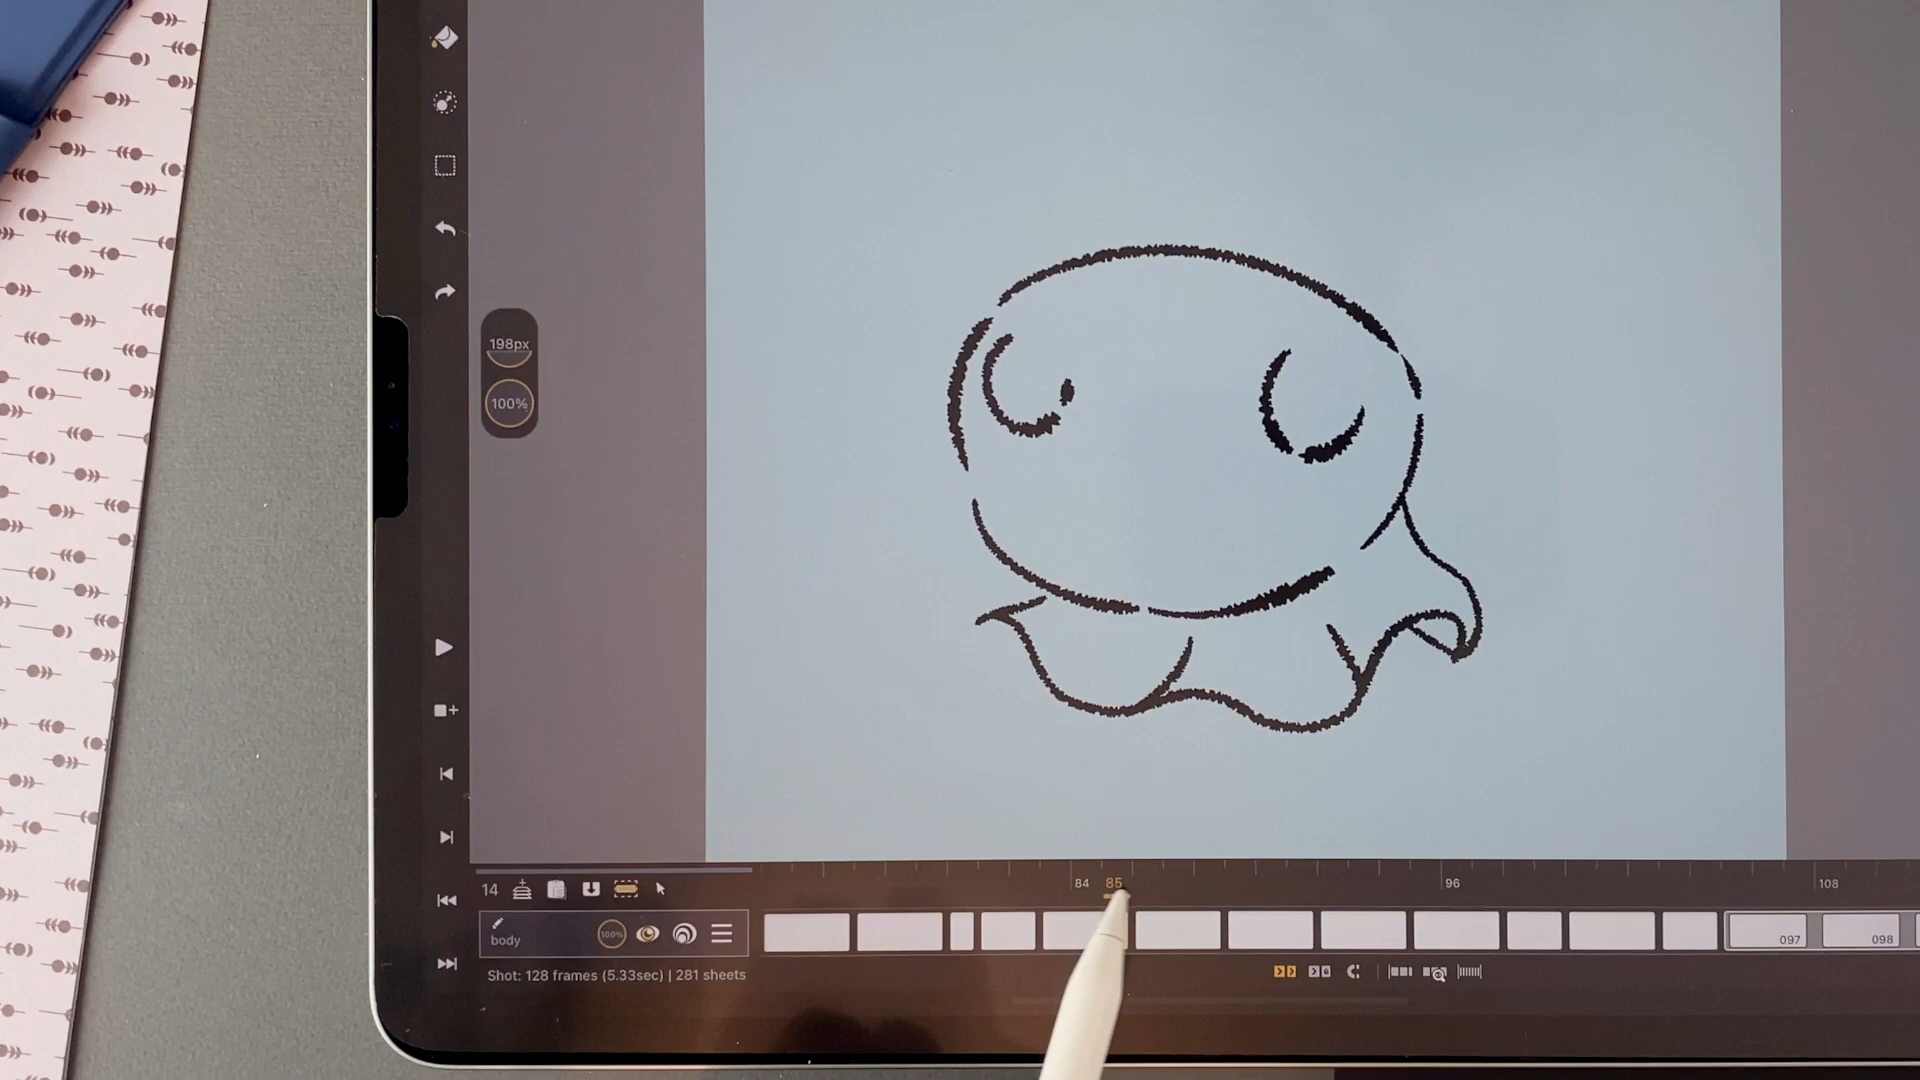 198px
100%
84 85 96 108
14
100%
body
097 098
Shot: 128 frames (5.33sec) | 281 sheets